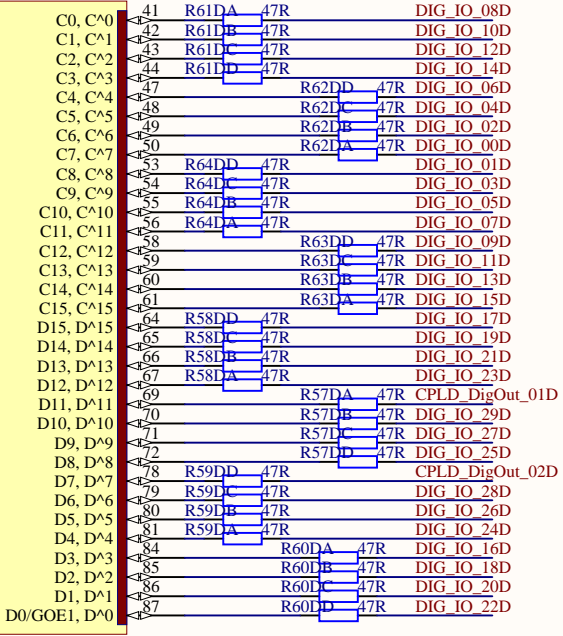 C0, C^0 41 R61DA 47R DIG_IO_08D
C1, C^1 42 R61DB 47R DIG_IO_10D
C2, C^2 43 R61DC 47R DIG_IO_12D
C3, C^3 44 R61DD 47R DIG_IO_14D
C4, C^4 47 R62DD 47R DIG_IO_06D
C5, C^5 48 R62DC 47R DIG_IO_04D
C6, C^6 49 R62DB 47R DIG_IO_02D
C7, C^7 50 R62DA 47R DIG_IO_00D
C8, C^8 53 R64DD 47R DIG_IO_01D
C9, C^9 54 R64DC 47R DIG_IO_03D
C10, C^10 55 R64DB 47R DIG_IO_05D
C11, C^11 56 R64DA 47R DIG_IO_07D
C12, C^12 58 R63DD 47R DIG_IO_09D
C13, C^13 59 R63DC 47R DIG_IO_11D
C14, C^14 60 R63DB 47R DIG_IO_13D
C15, C^15 61 R63DA 47R DIG_IO_15D
D15, D^15 64 R58DD 47R DIG_IO_17D
D14, D^14 65 R58DC 47R DIG_IO_19D
D13, D^13 66 R58DB 47R DIG_IO_21D
D12, D^12 67 R58DA 47R DIG_IO_23D
D11, D^11 69 R57DA 47R CPLD_DigOut_01D
D10, D^10 70 R57DB 47R DIG_IO_29D
D9, D^9 71 R57DC 47R DIG_IO_27D
D8, D^8 72 R57DD 47R DIG_IO_25D
D7, D^7 78 R59DD 47R CPLD_DigOut_02D
D6, D^6 79 R59DC 47R DIG_IO_28D
D5, D^5 80 R59DB 47R DIG_IO_26D
D4, D^4 81 R59DA 47R DIG_IO_24D
D3, D^3 84 R60DA 47R DIG_IO_16D
D2, D^2 85 R60DB 47R DIG_IO_18D
D1, D^1 86 R60DC 47R DIG_IO_20D
D0/GOE1, D^0 87 R60DD 47R DIG_IO_22D